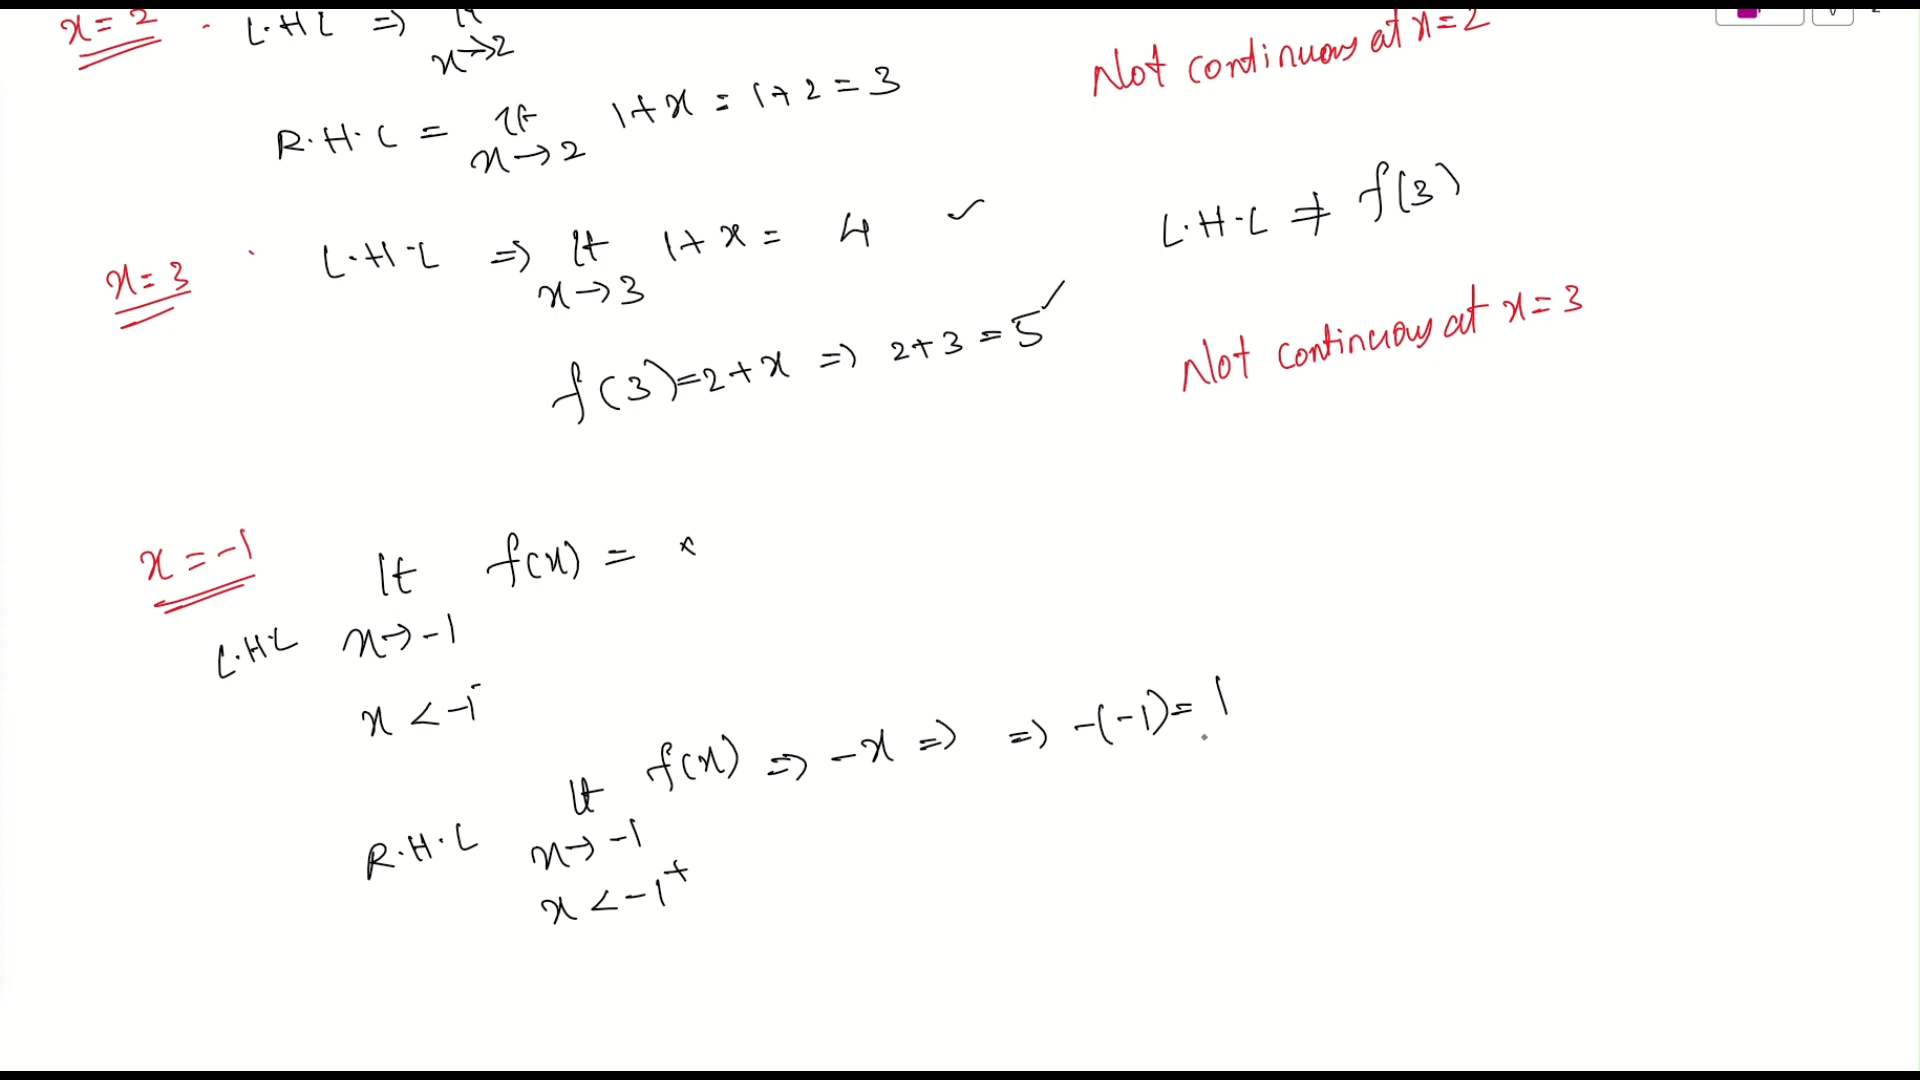 x = 2 . L.H L ⇒ lt
x→2
Not continuous at x = 2
R.H.L = lt 1+x = 1+2 = 3
x→2
x = 3 . L.H.L ⇒ lt 1+x = 4 ✓
x→3
L.H.L ≠ f(3)
f(3)=2+x ⇒ 2+3 = 5 ✓
Not continuous at x = 3
x = -1 lt f(x) =
L.H.L x→-1
x < -1⁻
R.H.L lt f(x) ⇒ -x ⇒ ⇒ -(-1) = 1
x→-1
x < -1⁺